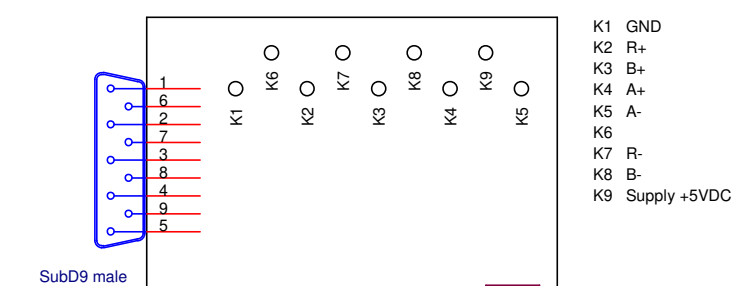 K1 GND
K2 R+
K3 B+
K4 A+
K5 A-
K6
K7 R-
K8 B-
K9 Supply +5VDC
K6 K7 K8 K9
K1 K2 K3 K4 K5
1
6
2
7
3
8
4
9
5
SubD9 male